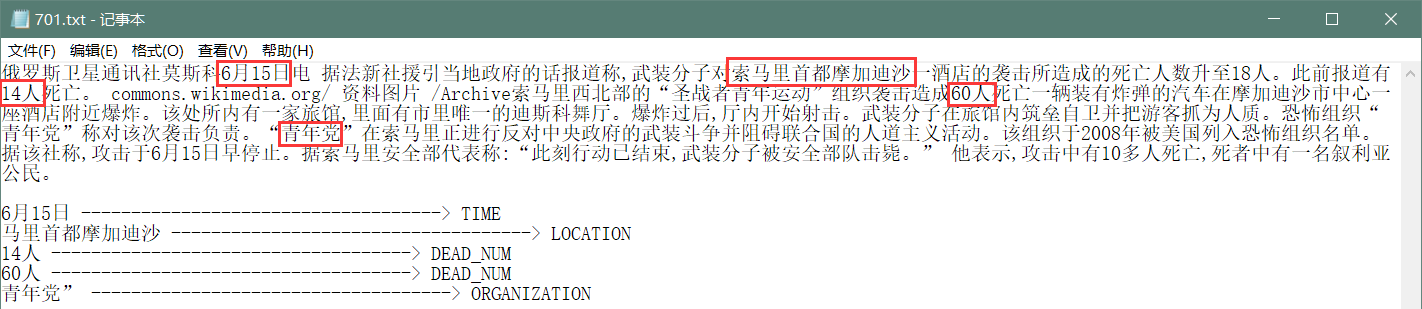 701.txt - 记事本
文件(F) 编辑(E) 格式(O) 查看(V) 帮助(H)
俄罗斯卫星通讯社莫斯科6月15日电 据法新社援引当地政府的话报道称,武装分子对索马里首都摩加迪沙一酒店的袭击所造成的死亡人数升至18人。此前报道有
14人死亡。 commons.wikimedia.org/ 资料图片 /Archive索马里西北部的“圣战者青年运动”组织袭击造成60人死亡一辆装有炸弹的汽车在摩加迪沙市中心一
座酒店附近爆炸。该处所内有一家旅馆,里面有市里唯一的迪斯科舞厅。爆炸过后,厅内开始射击。武装分子在旅馆内筑垒自卫并把游客抓为人质。恐怖组织“
青年党”称对该次袭击负责。“青年党”在索马里正进行反对中央政府的武装斗争并阻碍联合国的人道主义活动。该组织于2008年被美国列入恐怖组织名单。
据该社称,攻击于6月15日早停止。据索马里安全部代表称:“此刻行动已结束,武装分子被安全部队击毙。” 他表示,攻击中有10多人死亡,死者中有一名叙利亚
公民。
6月15日 ------------------------------------> TIME
马里首都摩加迪沙 ------------------------------------> LOCATION
14人 ------------------------------------> DEAD_NUM
60人 ------------------------------------> DEAD_NUM
青年党” ------------------------------------> ORGANIZATION